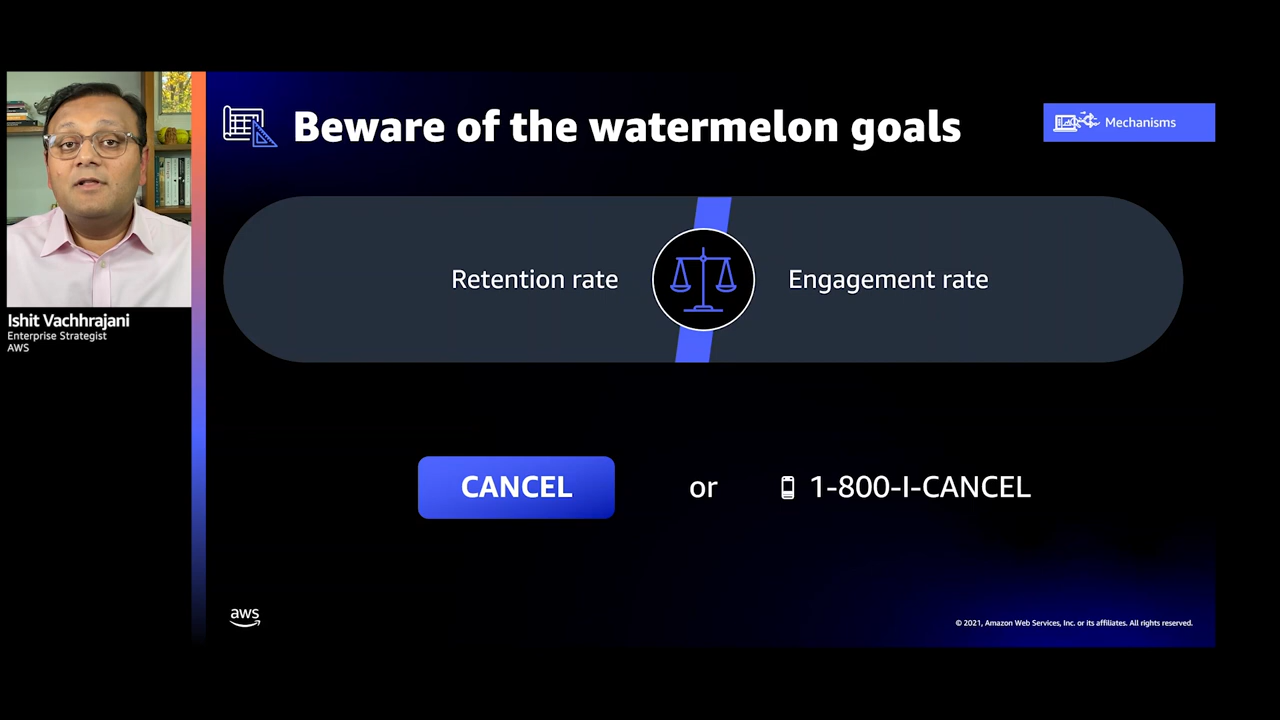 Beware of the watermelon goals
Mechanisms
Retention rate
Engagement rate
Ishit Vachhrajani
Enterprise Strategist
AWS
CANCEL
or
1-800-I-CANCEL
aws
© 2021, Amazon Web Services, Inc. or its affiliates. All rights reserved.